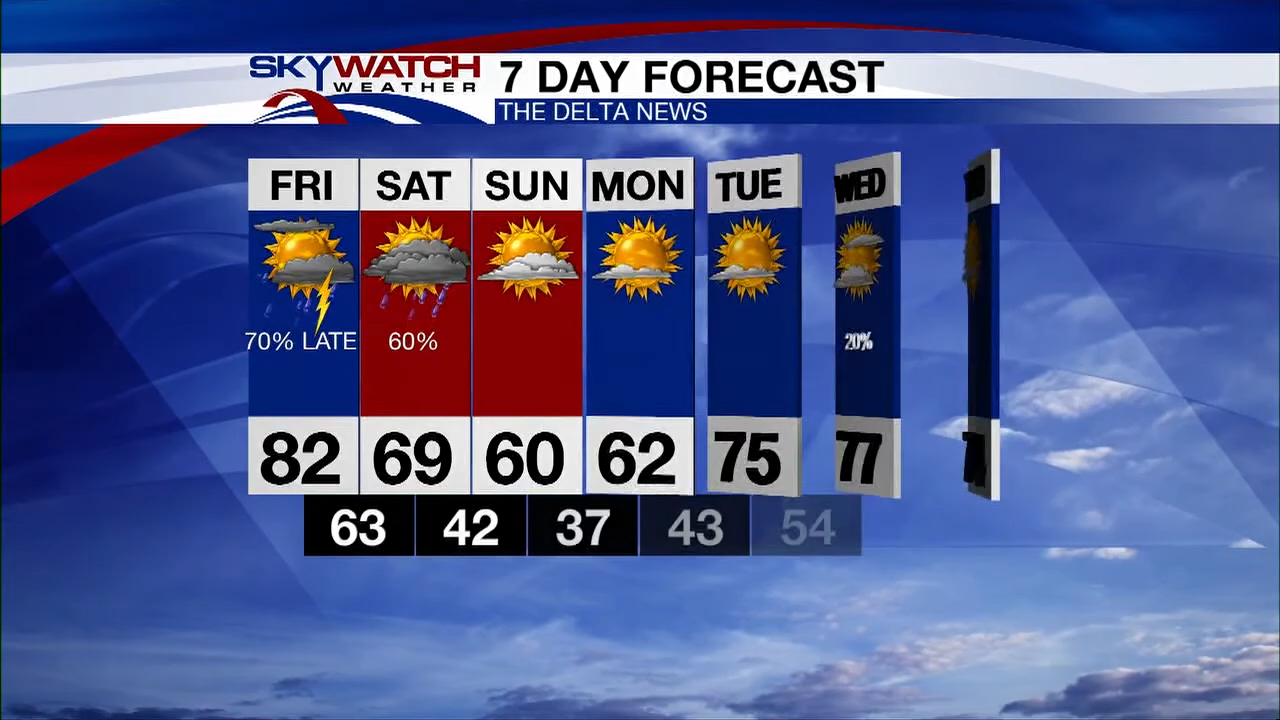 SKYWATCH
WEATHER
7 DAY FORECAST
THE DELTA NEWS
FRI SAT SUN MON TUE WED
70% LATE 60% 20%
82 69 60 62 75 77
63 42 37 43 54